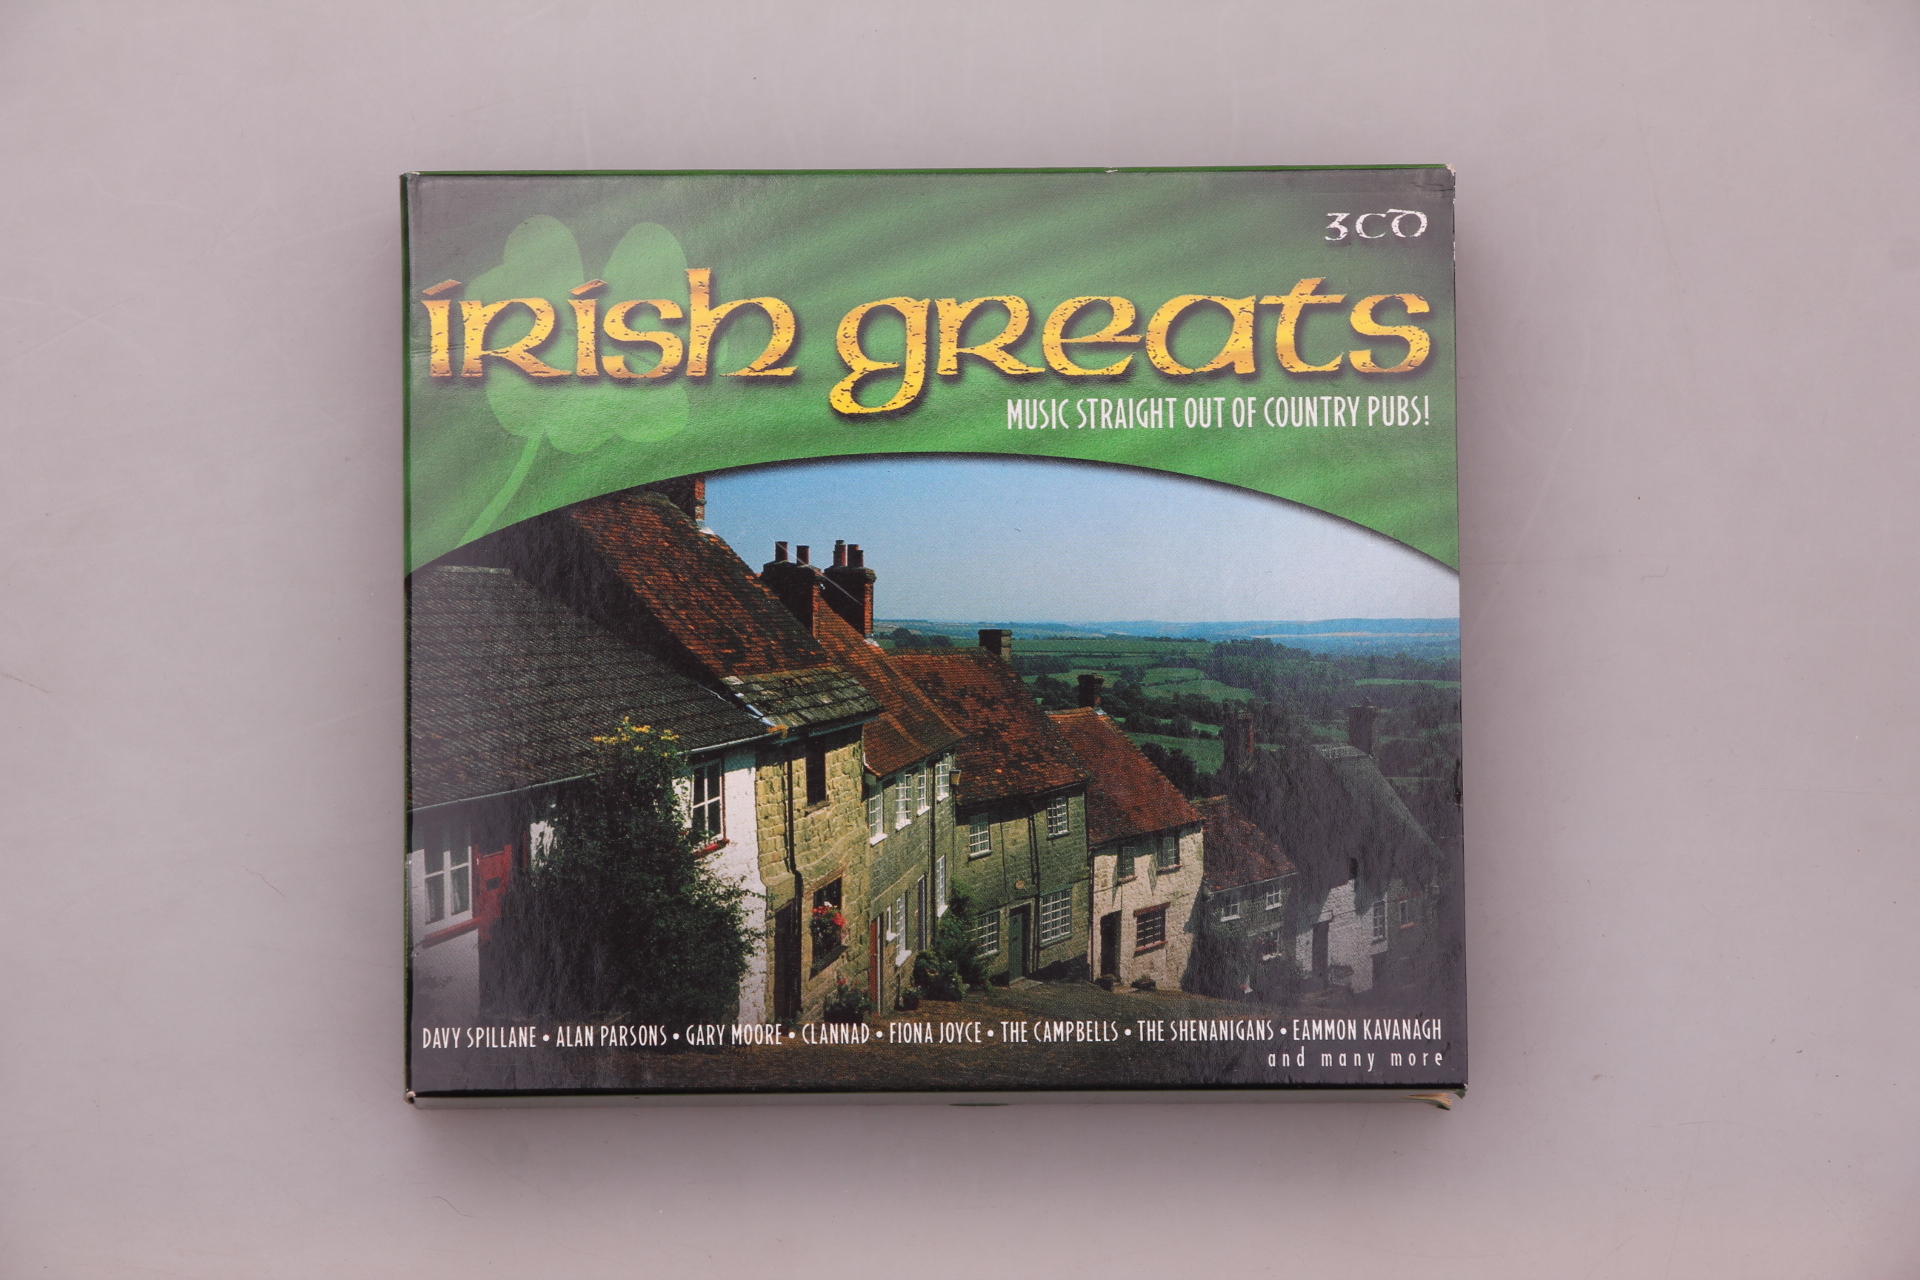 3CD
irish greats
MUSIC STRAIGHT OUT OF COUNTRY PUBS!
DAVY SPILLANE • ALAN PARSONS • GARY MOORE • CLANNAD • FIONA JOYCE • THE CAMPBELLS • THE SHENANIGANS • EAMMON KAVANAGH
and many more